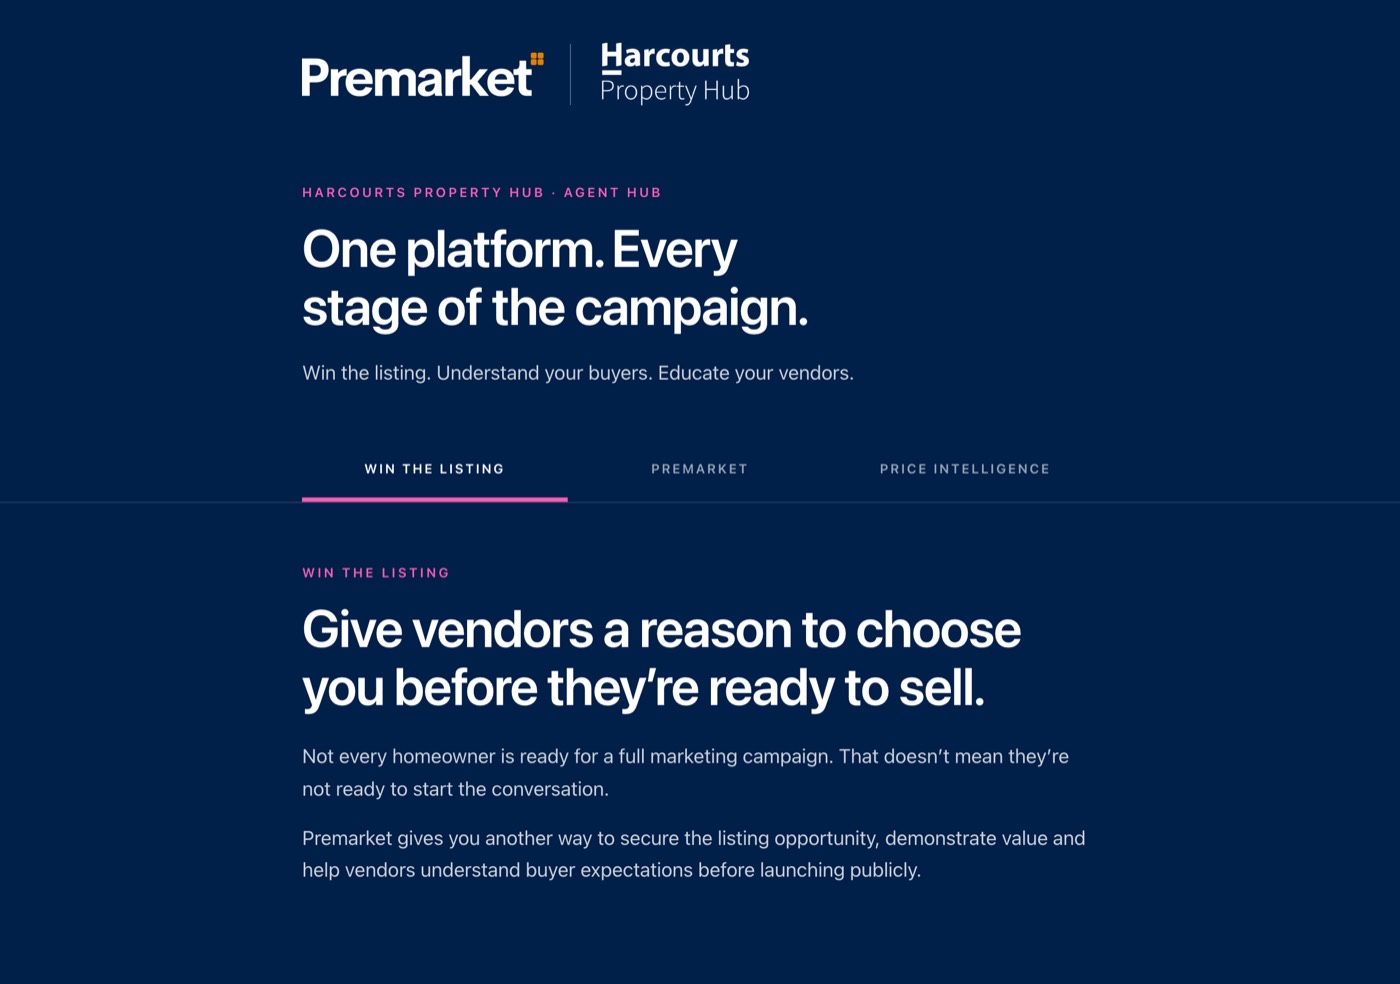 Premarket
Harcourts
Property Hub
HARCOURTS PROPERTY HUB · AGENT HUB
One platform. Every
stage of the campaign.
Win the listing. Understand your buyers. Educate your vendors.
WIN THE LISTING
PREMARKET
PRICE INTELLIGENCE
WIN THE LISTING
Give vendors a reason to choose
you before they’re ready to sell.
Not every homeowner is ready for a full marketing campaign. That doesn’t mean they’re
not ready to start the conversation.
Premarket gives you another way to secure the listing opportunity, demonstrate value and
help vendors understand buyer expectations before launching publicly.